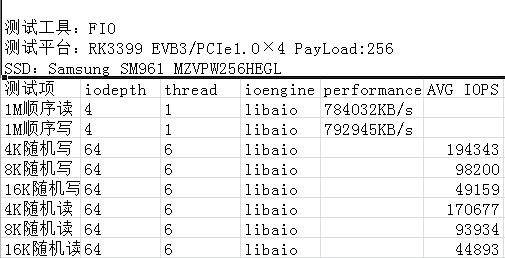 测试工具：FIO
测试平台：RK3399 EVB3/PCIe1.0×4 PayLoad:256
SSD：Samsung SM961 MZVPW256HEGL
测试项 iodepth thread ioengine performance AVG IOPS
1M顺序读 4 1 libaio 784032KB/s
1M顺序写 4 1 libaio 792945KB/s
4K随机写 64 6 libaio 194343
8K随机写 64 6 libaio 98200
16K随机写 64 6 libaio 49159
4K随机读 64 6 libaio 170677
8K随机读 64 6 libaio 93934
16K随机读 64 6 libaio 44893